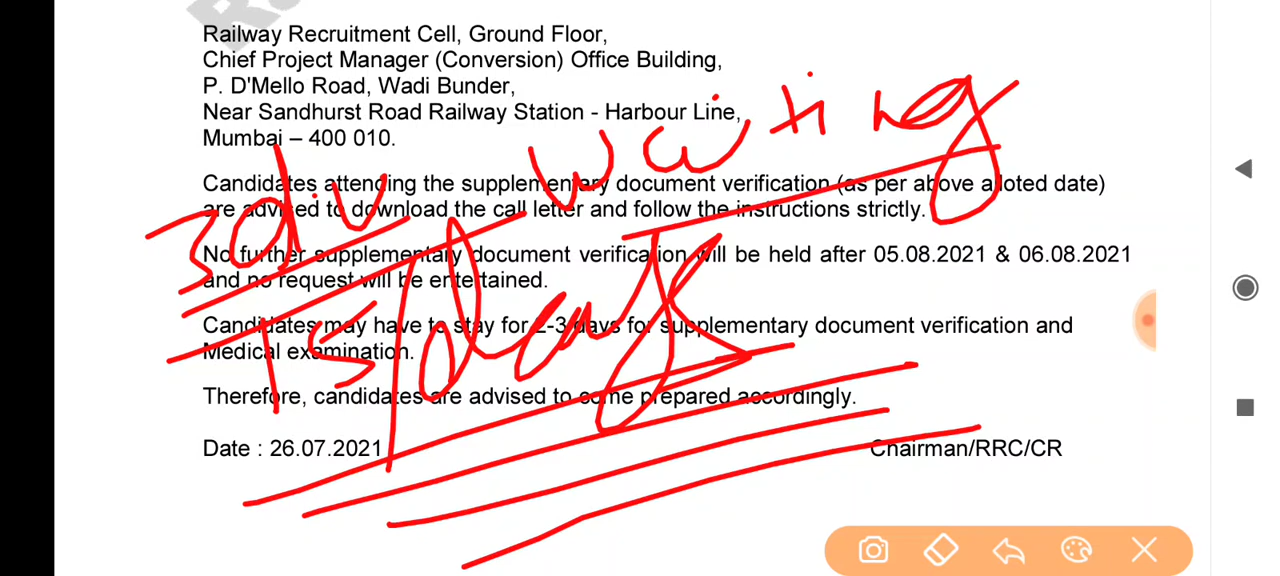 Railway Recruitment Cell, Ground Floor,
Chief Project Manager (Conversion) Office Building,
P. D'Mello Road, Wadi Bunder,
Near Sandhurst Road Railway Station - Harbour Line,
Mumbai – 400 010.
waiting
Candidates attending the supplementary document verification (as per above alloted date)
are advised to download the call letter and follow the instructions strictly.
3div
No further supplementary document verification will be held after 05.08.2021 & 06.08.2021
and no request will be entertained.
15/days
Candidates may have to stay for 2-3 days for supplementary document verification and
Medical examination.
Therefore, candidates are advised to come prepared accordingly.
Date : 26.07.2021 Chairman/RRC/CR